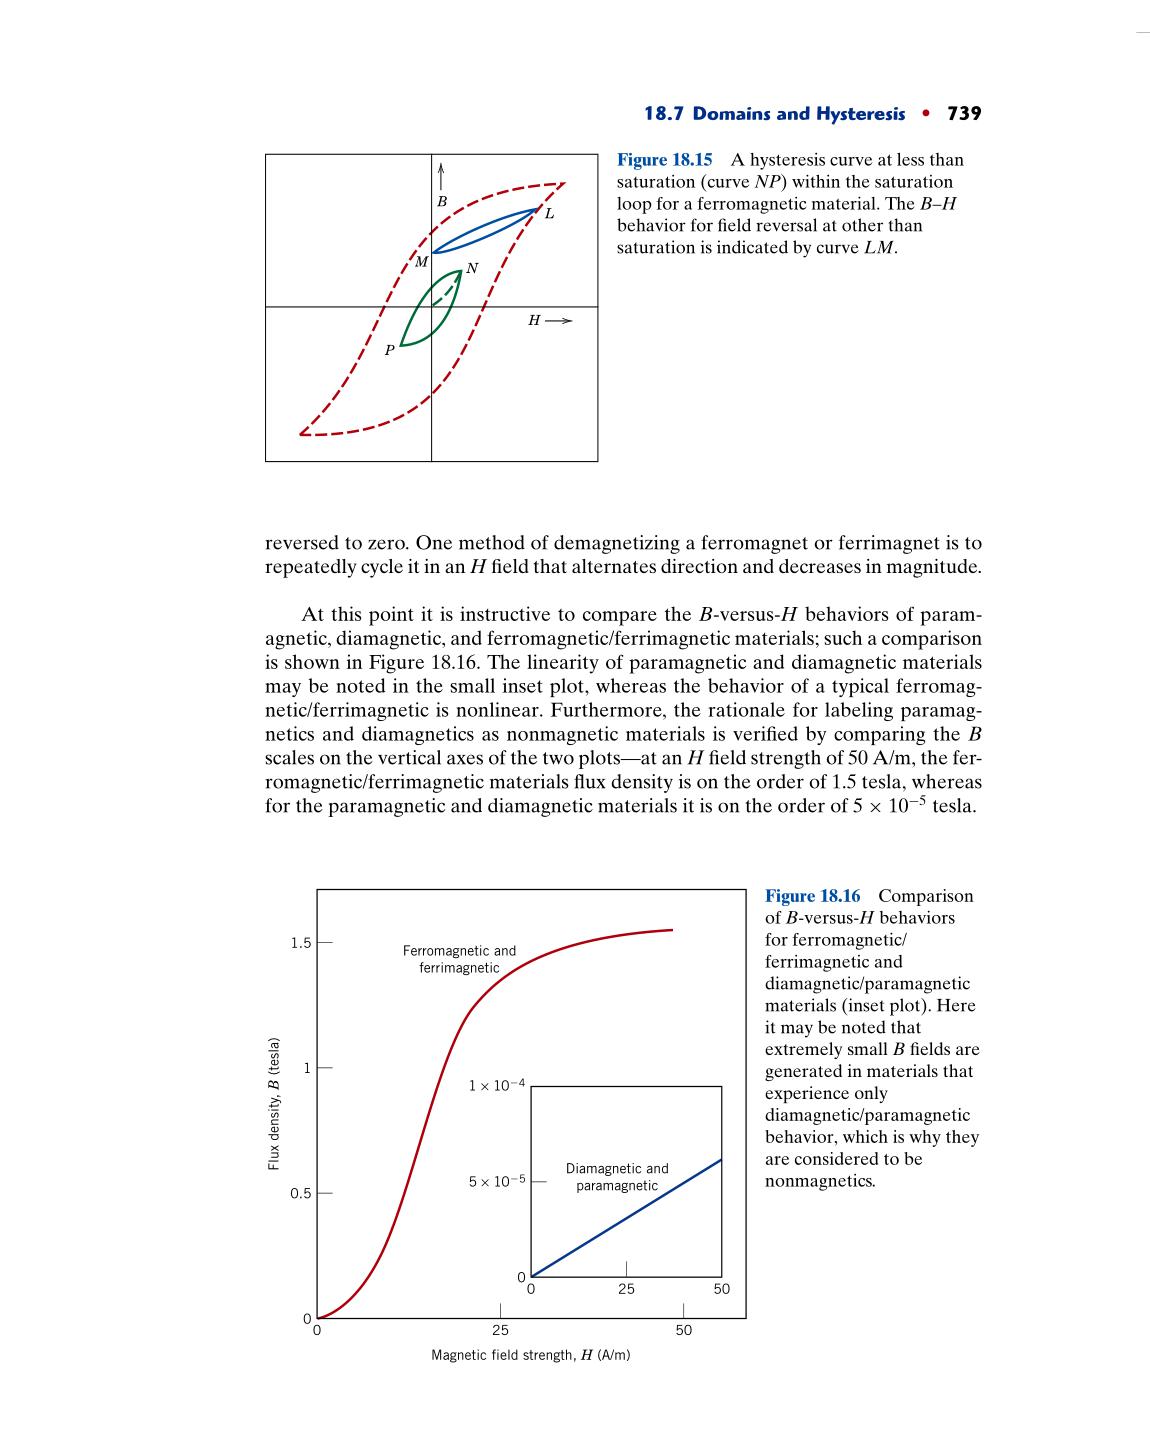 18.7 Domains and Hysteresis • 739
B
L
M
N
H
P
Figure 18.15 A hysteresis curve at less than
saturation (curve NP) within the saturation
loop for a ferromagnetic material. The B–H
behavior for field reversal at other than
saturation is indicated by curve LM.
reversed to zero. One method of demagnetizing a ferromagnet or ferrimagnet is to
repeatedly cycle it in an H field that alternates direction and decreases in magnitude.
At this point it is instructive to compare the B-versus-H behaviors of param-
agnetic, diamagnetic, and ferromagnetic/ferrimagnetic materials; such a comparison
is shown in Figure 18.16. The linearity of paramagnetic and diamagnetic materials
may be noted in the small inset plot, whereas the behavior of a typical ferromag-
netic/ferrimagnetic is nonlinear. Furthermore, the rationale for labeling paramag-
netics and diamagnetics as nonmagnetic materials is verified by comparing the B
scales on the vertical axes of the two plots—at an H field strength of 50 A/m, the fer-
romagnetic/ferrimagnetic materials flux density is on the order of 1.5 tesla, whereas
for the paramagnetic and diamagnetic materials it is on the order of 5 × 10⁻⁵ tesla.
1.5
Ferromagnetic and
ferrimagnetic
Flux density, B (tesla)
1
1 × 10⁻⁴
Diamagnetic and
paramagnetic
5 × 10⁻⁵
0.5
0
0
25
50
0
0
25
50
Magnetic field strength, H (A/m)
Figure 18.16 Comparison
of B-versus-H behaviors
for ferromagnetic/
ferrimagnetic and
diamagnetic/paramagnetic
materials (inset plot). Here
it may be noted that
extremely small B fields are
generated in materials that
experience only
diamagnetic/paramagnetic
behavior, which is why they
are considered to be
nonmagnetics.